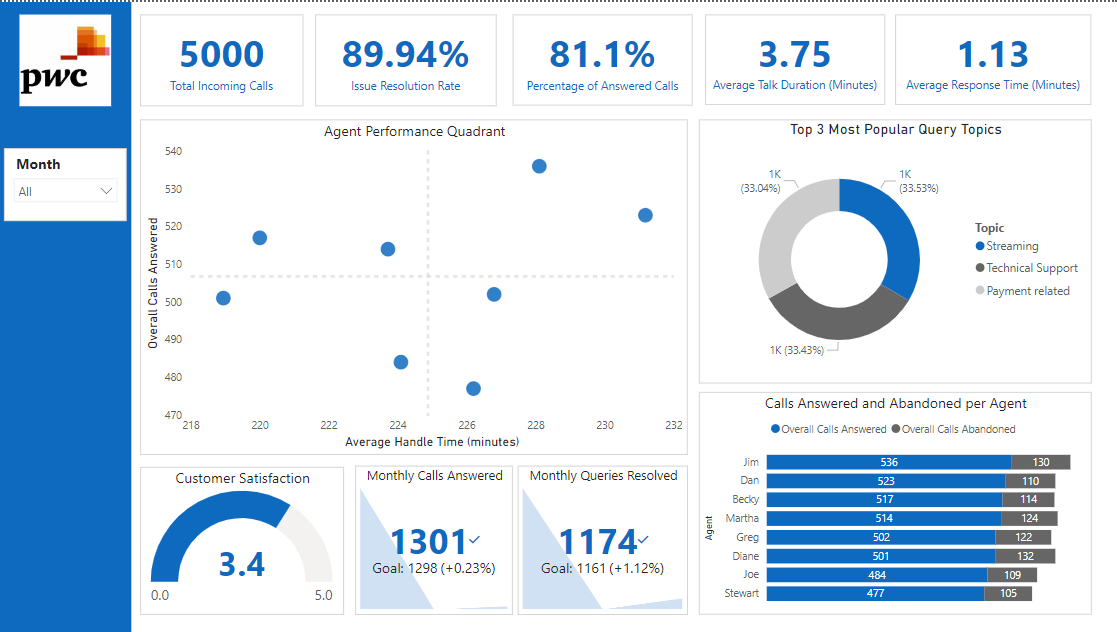 pwc
5000
Total Incoming Calls
89.94%
Issue Resolution Rate
81.1%
Percentage of Answered Calls
3.75
Average Talk Duration (Minutes)
1.13
Average Response Time (Minutes)
Month
All
Agent Performance Quadrant
Overall Calls Answered
540
530
520
510
500
490
480
470
218
220
222
224
226
228
230
232
Average Handle Time (minutes)
Top 3 Most Popular Query Topics
1K
(33.04%)
1K
(33.53%)
1K (33.43%)
Topic
Streaming
Technical Support
Payment related
Customer Satisfaction
3.4
0.0
5.0
Monthly Calls Answered
1301
Goal: 1298 (+0.23%)
Monthly Queries Resolved
1174
Goal: 1161 (+1.12%)
Calls Answered and Abandoned per Agent
Overall Calls Answered Overall Calls Abandoned
Agent
Jim 536 130
Dan 523 110
Becky 517 114
Martha 514 124
Greg 502 122
Diane 501 132
Joe 484 109
Stewart 477 105